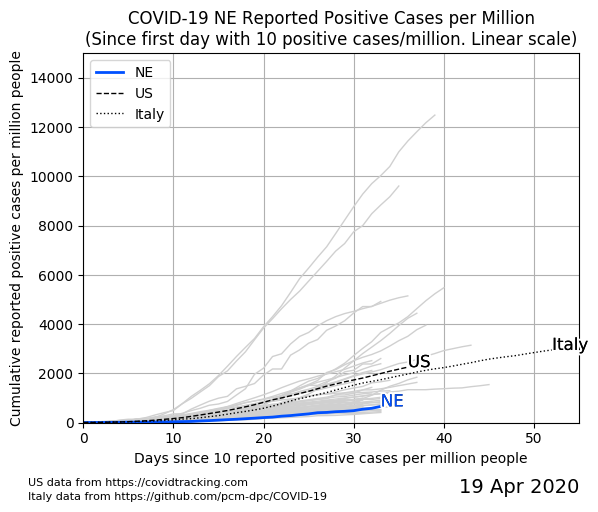 COVID-19 NE Reported Positive Cases per Million
(Since first day with 10 positive cases/million. Linear scale)
Cumulative reported positive cases per million people
14000
12000
10000
8000
6000
4000
2000
0
NE
US
Italy
Italy
US
NE
0 10 20 30 40 50
Days since 10 reported positive cases per million people
US data from https://covidtracking.com
Italy data from https://github.com/pcm-dpc/COVID-19
19 Apr 2020